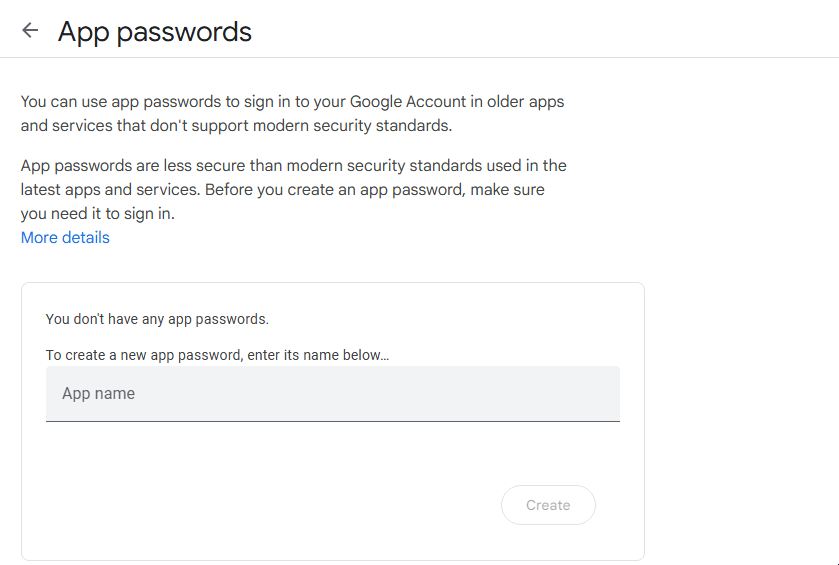 App passwords
You can use app passwords to sign in to your Google Account in older apps
and services that don't support modern security standards.
App passwords are less secure than modern security standards used in the
latest apps and services. Before you create an app password, make sure
you need it to sign in.
More details
You don't have any app passwords.
To create a new app password, enter its name below...
App name
Create